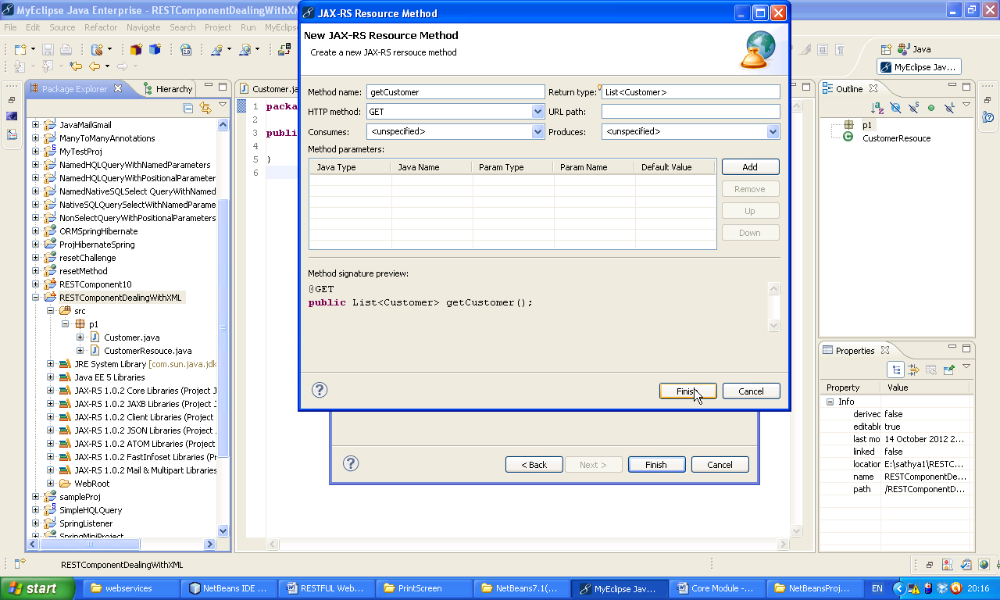 MyEclipse Java Enterprise - RESTComponentDealingWithXM
JAX-RS Resource Method
File Edit Source Refactor Navigate Search Project Run MyEclips
New JAX-RS Resource Method
Create a new JAX-RS rersouce method
Java
MyEclipse Jav...
Package Explorer
Hierarchy
JavaMailGmail
ManyToManyAnnotations
MyTestProj
NamedHQLQueryWithNamedParameters
NamedHQLQueryWithPositionalParameter
NamedNativeSQLSelect QueryWithNamed
NativeSQLQuerySelectWithNamedParame
NonSelectQueryWithPositionalParameters
ORMSpringHibernate
ProjHibernateSpring
resetChallenge
resetMethod
RESTComponent10
RESTComponentDealingWithXML
src
p1
Customer.java
CustomerResouce.java
JRE System Library [com.sun.java.jdk
Java EE 5 Libraries
JAX-RS 1.0.2 Core Libraries (Project J
JAX-RS 1.0.2 JAXB Libraries (Project J
JAX-RS 1.0.2 Client Libraries (Project
JAX-RS 1.0.2 JSON Libraries (Project
JAX-RS 1.0.2 ATOM Libraries (Project
JAX-RS 1.0.2 FastInfoset Libraries (Pr
JAX-RS 1.0.2 Mail & Multipart Libraries
WebRoot
sampleProj
SimpleHQLQuery
SpringListener
SpringMiniProject
Customer.ja
1 packa
2
3 publi
4
5 }
6
Method name: getCustomer Return type: List<Customer>
HTTP method: GET URL path:
Consumes: <unspecified> Produces: <unspecified>
Method parameters:
Java Type Java Name Param Type Param Name Default Value
Add
Remove
Up
Down
Method signature preview:
@GET
public List<Customer> getCustomer();
Finish Cancel
< Back Next > Finish Cancel
Outline
p1
CustomerResouce
Properties
Property Value
Info
derived false
editable true
last mo 14 October 2012 2...
linked false
location E:\sathya1\RESTC...
name RESTComponentDe...
path /RESTComponentD...
RESTComponentDealingWithXML
start webservices NetBeans IDE ... RESTFUL Web... PrintScreen NetBeans7.1(... MyEclipse Jav... Core Module -... NetBeansProj... EN 20:16